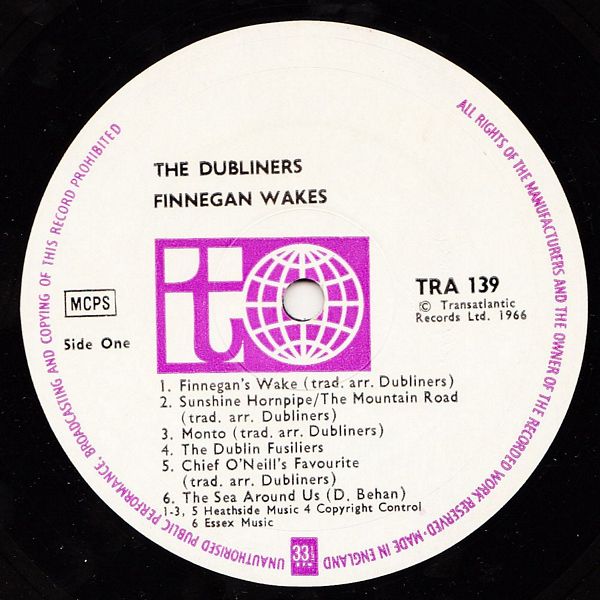 THE DUBLINERS
FINNEGAN WAKES
t
MCPS
Side One
TRA 139
© Transatlantic
Records Ltd. 1966
1. Finnegan's Wake (trad. arr. Dubliners)
2. Sunshine Hornpipe/The Mountain Road
(trad. arr. Dubliners)
3. Monto (trad. arr. Dubliners)
4. The Dublin Fusiliers
5. Chief O'Neill's Favourite
(trad. arr. Dubliners)
6. The Sea Around Us (D. Behan)
1-3, 5 Heathside Music 4 Copyright Control
6 Essex Music
ALL RIGHTS OF THE MANUFACTURERS AND THE OWNER OF THE RECORDED WORK RESERVED · MADE IN ENGLAND
33⅓
UNAUTHORISED PUBLIC PERFORMANCE, BROADCASTING AND COPYING OF THIS RECORD PROHIBITED